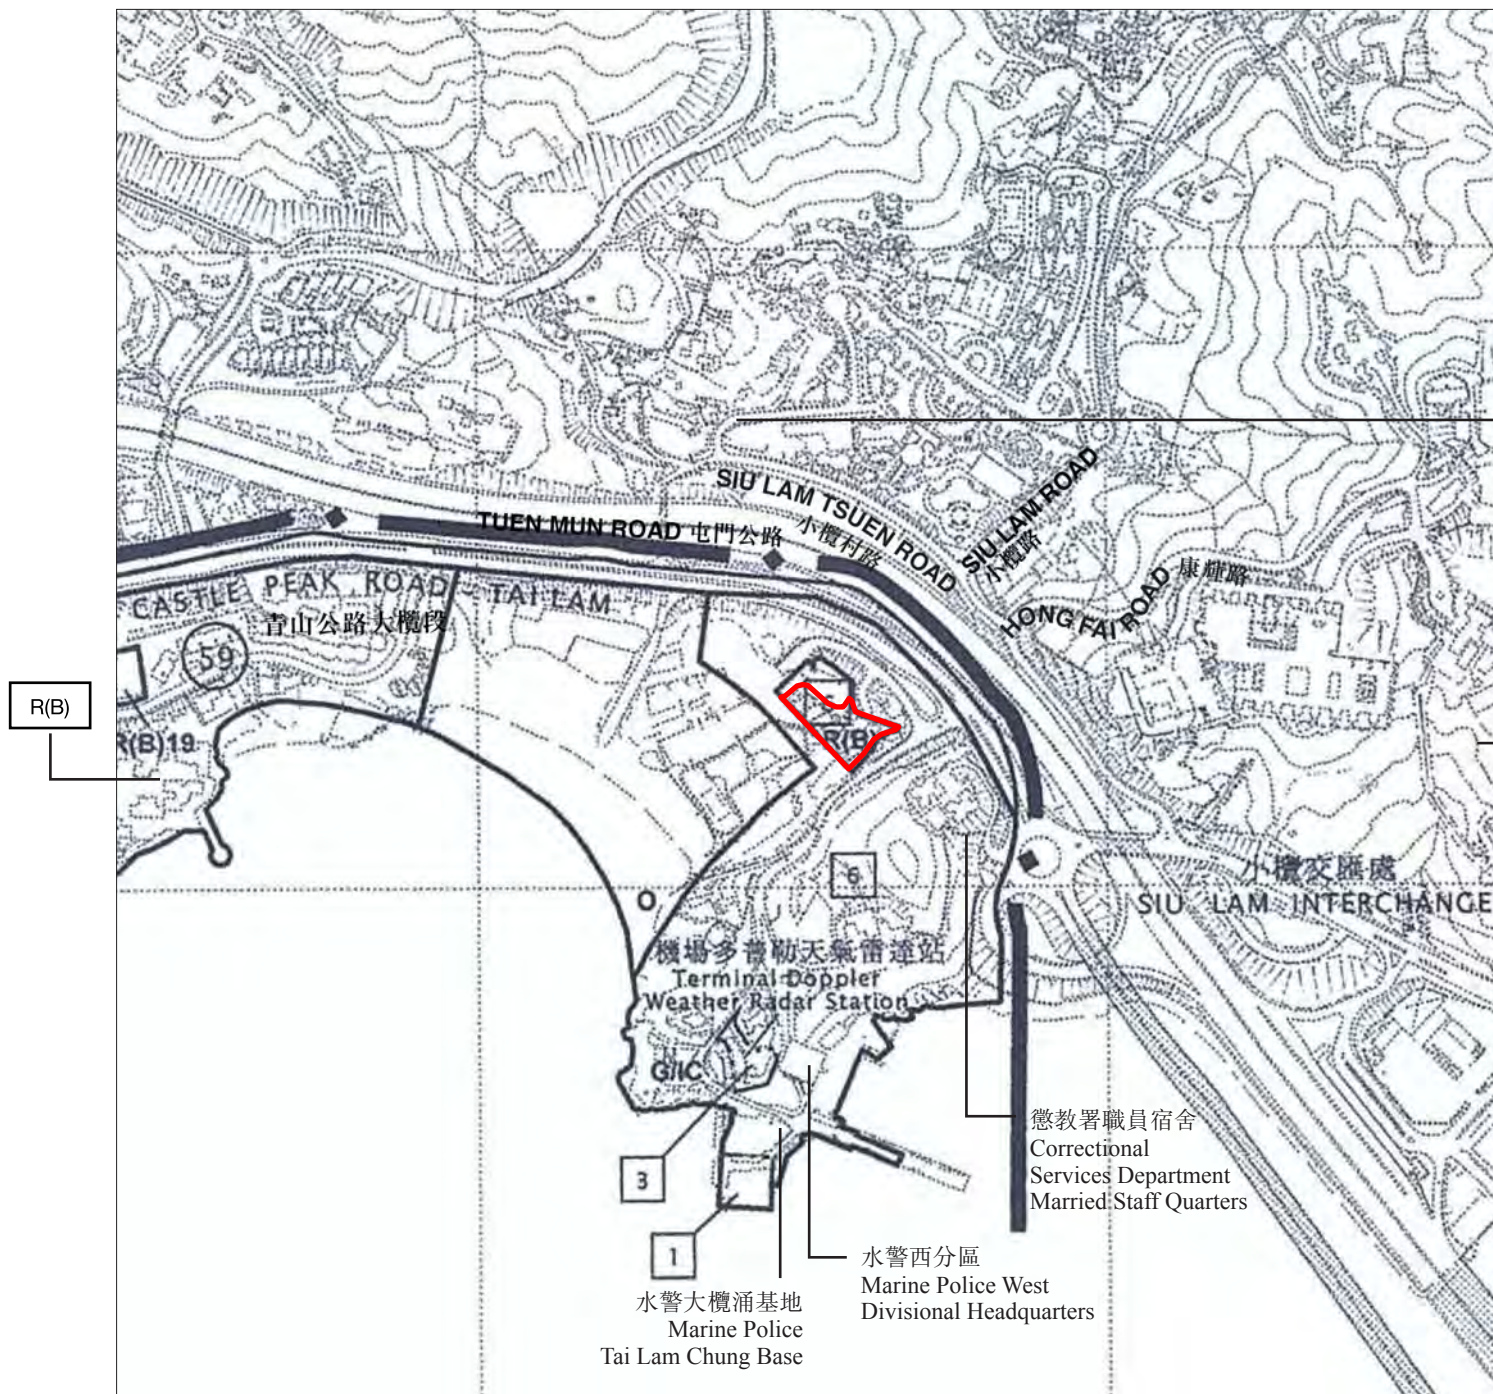 SIU LAM TSUEN ROAD
小欖村路
SIU LAM ROAD
小欖路
TUEN MUN ROAD 屯門公路
HONG FAI ROAD 康輝路
CASTLE PEAK ROAD - TAI LAM
青山公路大欖段
59
R(B)
R(B)19
R(B)
6
小欖交匯處
SIU LAM INTERCHANGE
O
機場多普勒天氣雷達站
Terminal Doppler
Weather Radar Station
G/IC
3
1
懲教署職員宿舍
Correctional
Services Department
Married Staff Quarters
水警西分區
Marine Police West
Divisional Headquarters
水警大欖涌基地
Marine Police
Tai Lam Chung Base